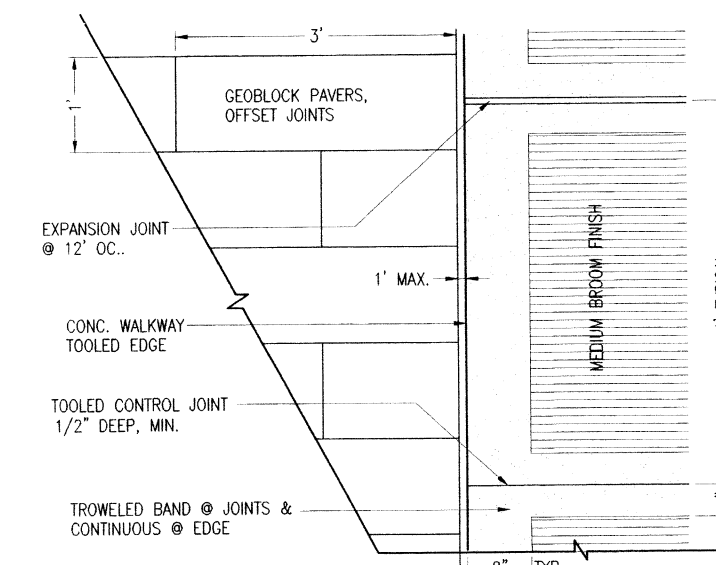 3'
1'
GEOBLOCK PAVERS,
OFFSET JOINTS
EXPANSION JOINT
@ 12' OC..
1' MAX.
MEDIUM BROOM FINISH
CONC. WALKWAY
TOOLED EDGE
TOOLED CONTROL JOINT
1/2" DEEP, MIN.
TROWELED BAND @ JOINTS &
CONTINUOUS @ EDGE